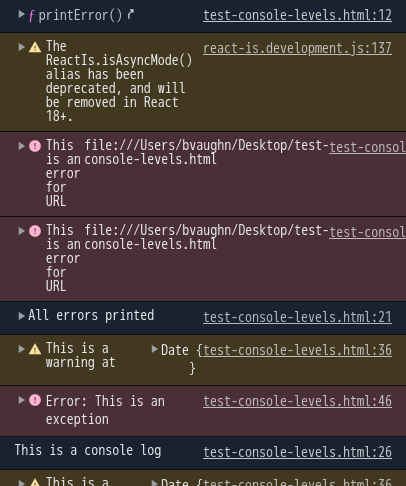 ƒ printError() test-console-levels.html:12
The react-is.development.js:137
ReactIs.isAsyncMode()
alias has been
deprecated, and will
be removed in React
18+.
This file:///Users/bvaughn/Desktop/test- test-consol
is an console-levels.html
error
for
URL
This file:///Users/bvaughn/Desktop/test- test-consol
is an console-levels.html
error
for
URL
All errors printed test-console-levels.html:21
This is a Date { test-console-levels.html:36
warning at }
Error: This is an test-console-levels.html:46
exception
This is a console log test-console-levels.html:26
This is a Date { test-console-levels.html:36